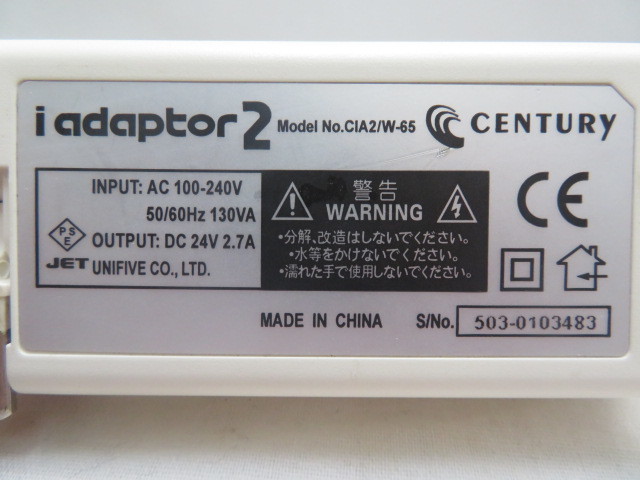 i adaptor 2 Model No.CIA2/W-65 CENTURY
INPUT: AC 100-240V
50/60Hz 130VA
OUTPUT: DC 24V 2.7A
PSE
JET UNIFIVE CO., LTD.
警告
WARNING
・分解、改造はしないでください。
・水等をかけないでください。
・濡れた手で使用しないでください。
CE
MADE IN CHINA S/No. 503-0103483